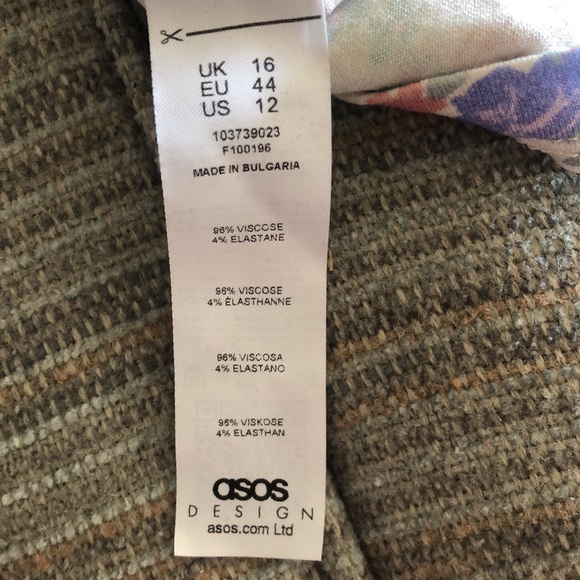 UK 16
EU 44
US 12
103739023
F100196
MADE IN BULGARIA
96% VISCOSE
4% ELASTANE
96% VISCOSE
4% ÉLASTHANNE
96% VISCOSA
4% ELASTANO
96% VISKOSE
4% ELASTHAN
asos
DESIGN
asos.com Ltd